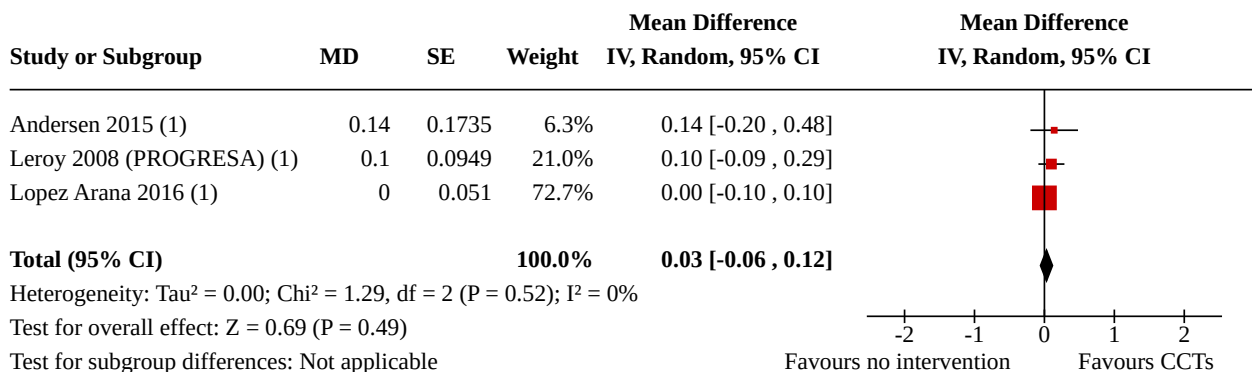 Mean Difference Mean Difference
Study or Subgroup MD SE Weight IV, Random, 95% CI IV, Random, 95% CI
Andersen 2015 (1) 0.14 0.1735 6.3% 0.14 [-0.20 , 0.48]
Leroy 2008 (PROGRESA) (1) 0.1 0.0949 21.0% 0.10 [-0.09 , 0.29]
Lopez Arana 2016 (1) 0 0.051 72.7% 0.00 [-0.10 , 0.10]
Total (95% CI) 100.0% 0.03 [-0.06 , 0.12]
Heterogeneity: Tau² = 0.00; Chi² = 1.29, df = 2 (P = 0.52); I² = 0%
Test for overall effect: Z = 0.69 (P = 0.49)
-2 -1 0 1 2
Test for subgroup differences: Not applicable Favours no intervention Favours CCTs